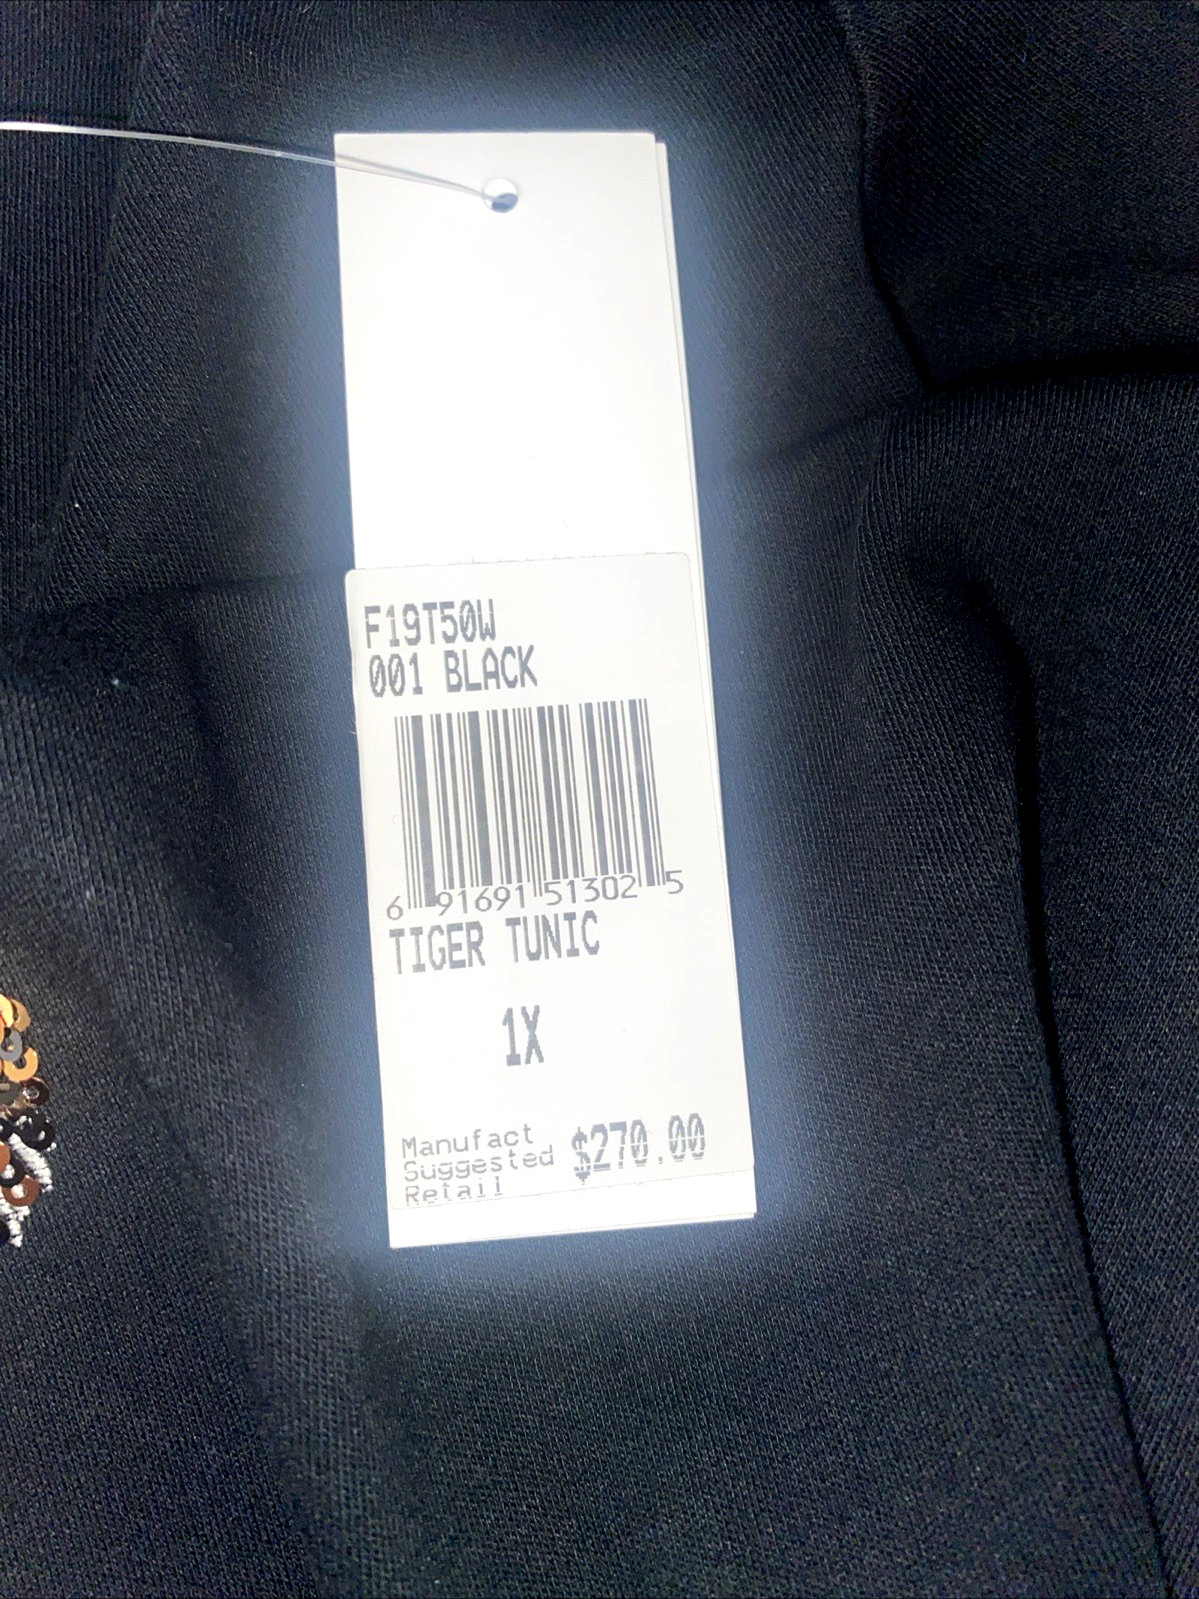 F19T50W
001 BLACK
6 91691 51302 5
TIGER TUNIC
1X
Manufact
Suggested $270.00
Retail